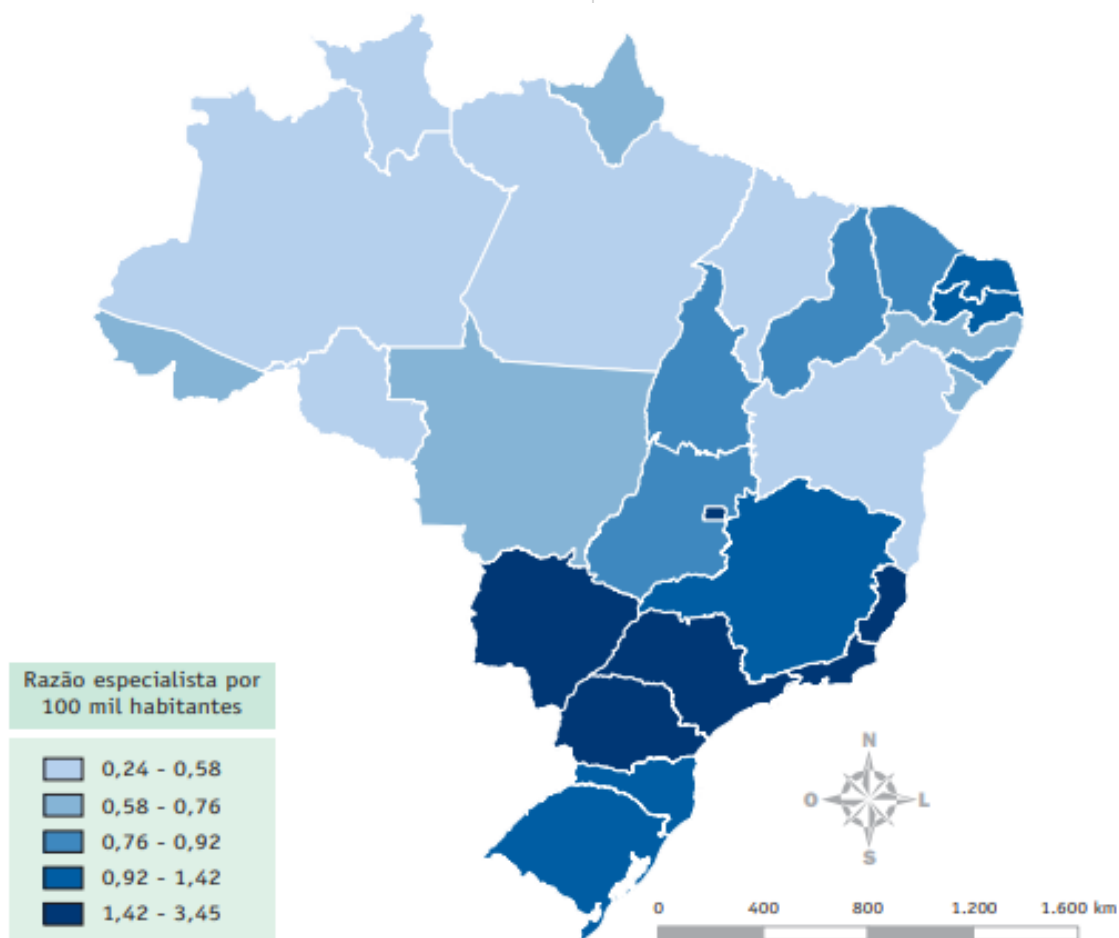 Razão especialista por
100 mil habitantes
0,24 - 0,58
0,58 - 0,76
0,76 - 0,92
0,92 - 1,42
1,42 - 3,45
N
O L
S
0 400 800 1.200 1.600 km